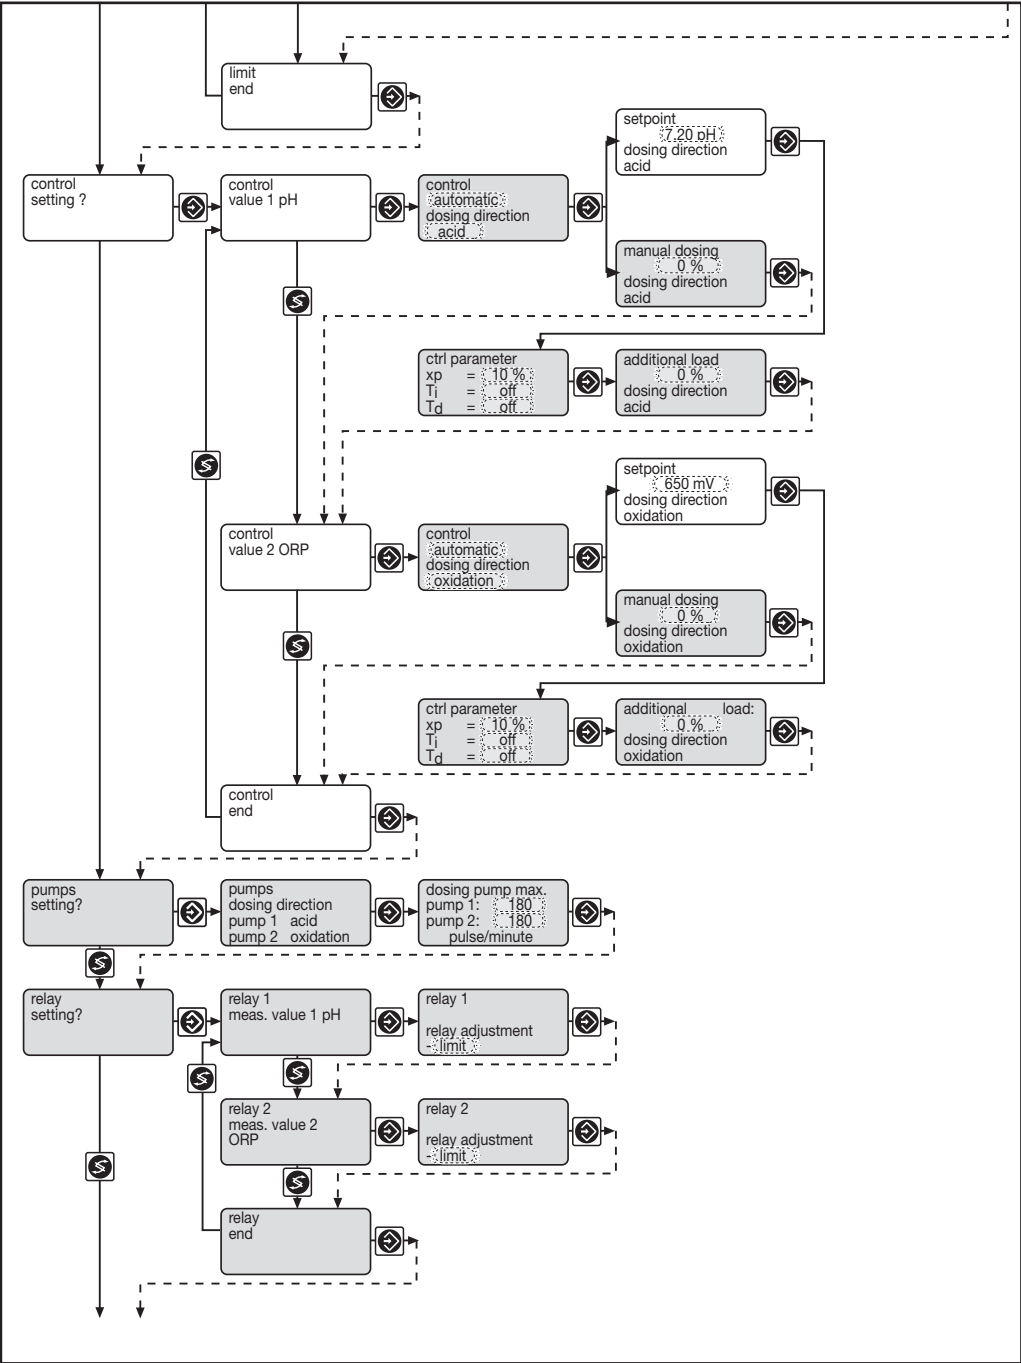 limit
end
setpoint
7.20 pH
dosing direction
acid
control
setting ?
control
value 1 pH
control
automatic
dosing direction
acid
manual dosing
0 %
dosing direction
acid
ctrl parameter
xp = 10 %
Ti = off
Td = off
additional load
0 %
dosing direction
acid
setpoint
650 mV
dosing direction
oxidation
control
value 2 ORP
control
automatic
dosing direction
oxidation
manual dosing
0 %
dosing direction
oxidation
ctrl parameter
xp = 10 %
Ti = off
Td = off
additional load:
0 %
dosing direction
oxidation
control
end
pumps
setting?
pumps
dosing direction
pump 1 acid
pump 2 oxidation
dosing pump max.
pump 1: 180
pump 2: 180
pulse/minute
relay
setting?
relay 1
meas. value 1 pH
relay 1
relay adjustment
- limit
relay 2
meas. value 2
ORP
relay 2
relay adjustment
- limit
relay
end